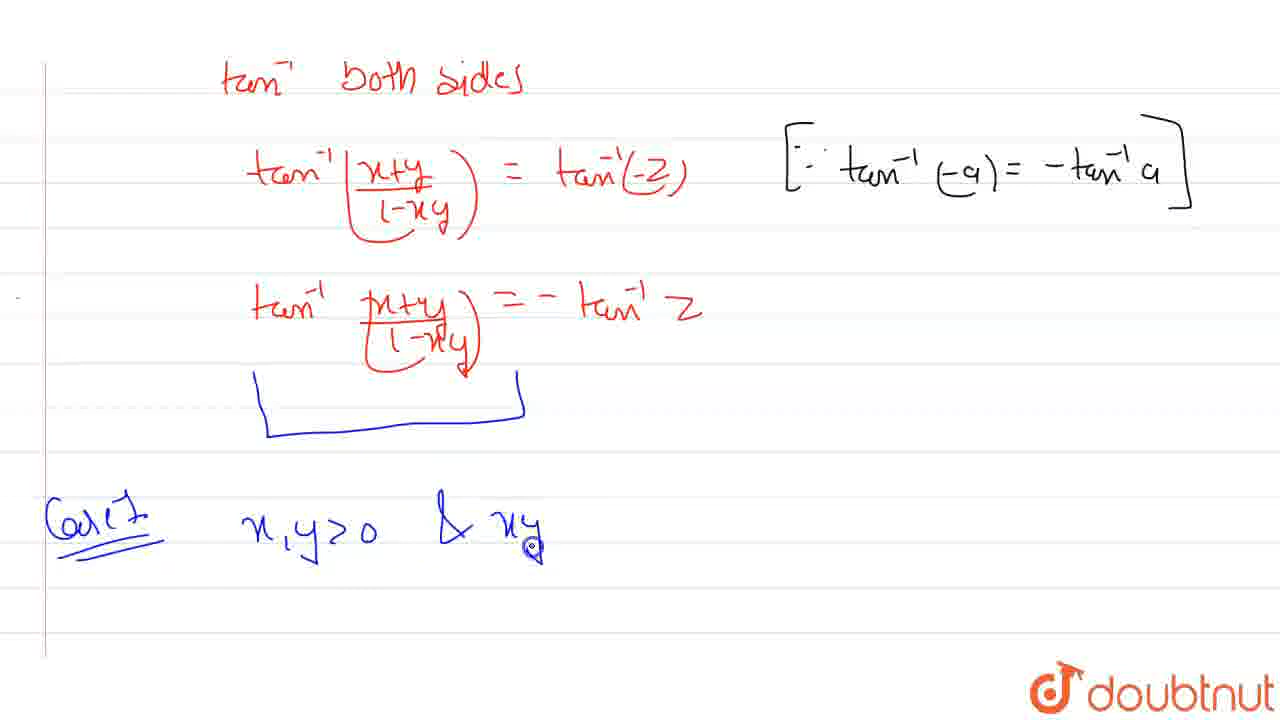 tan⁻¹ both sides
tan⁻¹ (x+y / 1-xy) = tan⁻¹(-z) [∵ tan⁻¹ (-a) = -tan⁻¹ a]
tan⁻¹ (x+y / 1-xy) = - tan⁻¹ z
Case I x, y > 0 & xy
doubtnut